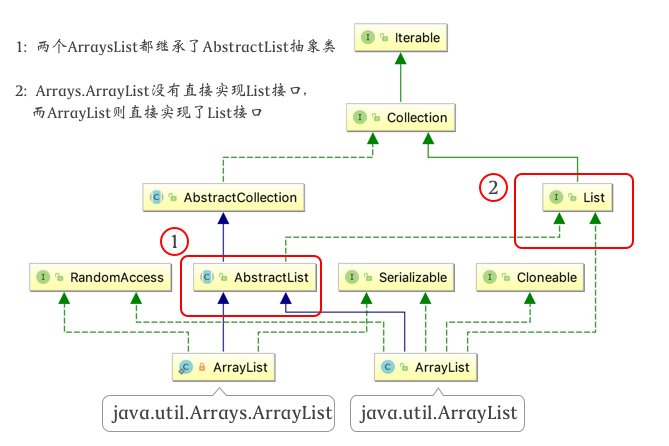 1: 两个ArraysList都继承了AbstractList抽象类
2: Arrays.ArrayList没有直接实现List接口,
而ArrayList则直接实现了List接口
I Iterable
I Collection
C AbstractCollection
2
I List
1
I RandomAccess
C AbstractList
I Serializable
I Cloneable
C ArrayList
C ArrayList
java.util.Arrays.ArrayList
java.util.ArrayList